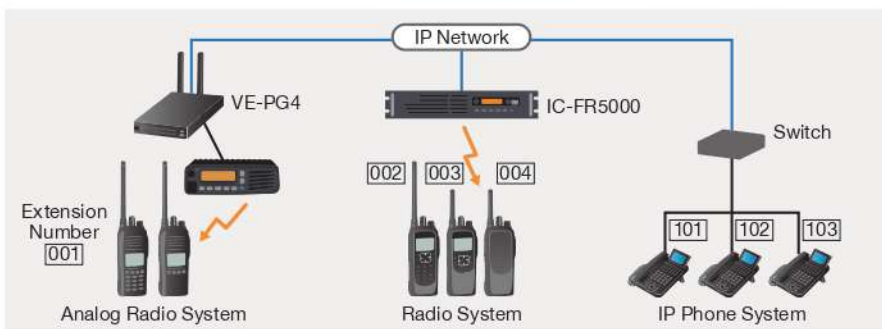 IP Network
VE-PG4
IC-FR5000
Switch
Extension
Number
001
002
003
004
101
102
103
Analog Radio System
Radio System
IP Phone System